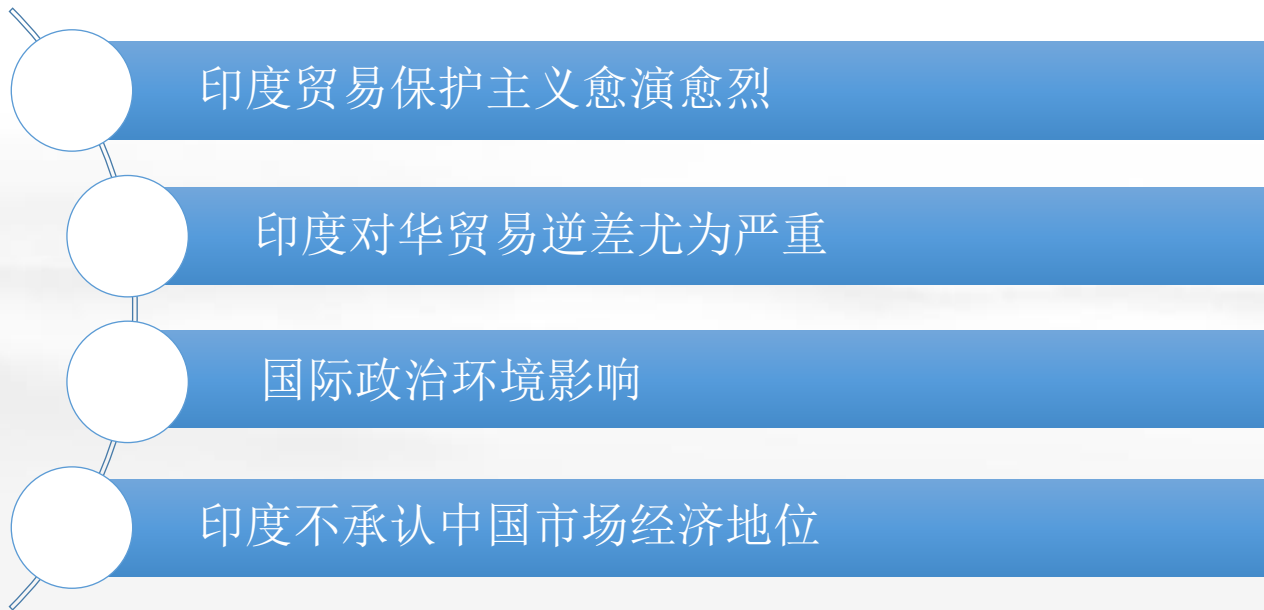 印度贸易保护主义愈演愈烈
印度对华贸易逆差尤为严重
国际政治环境影响
印度不承认中国市场经济地位